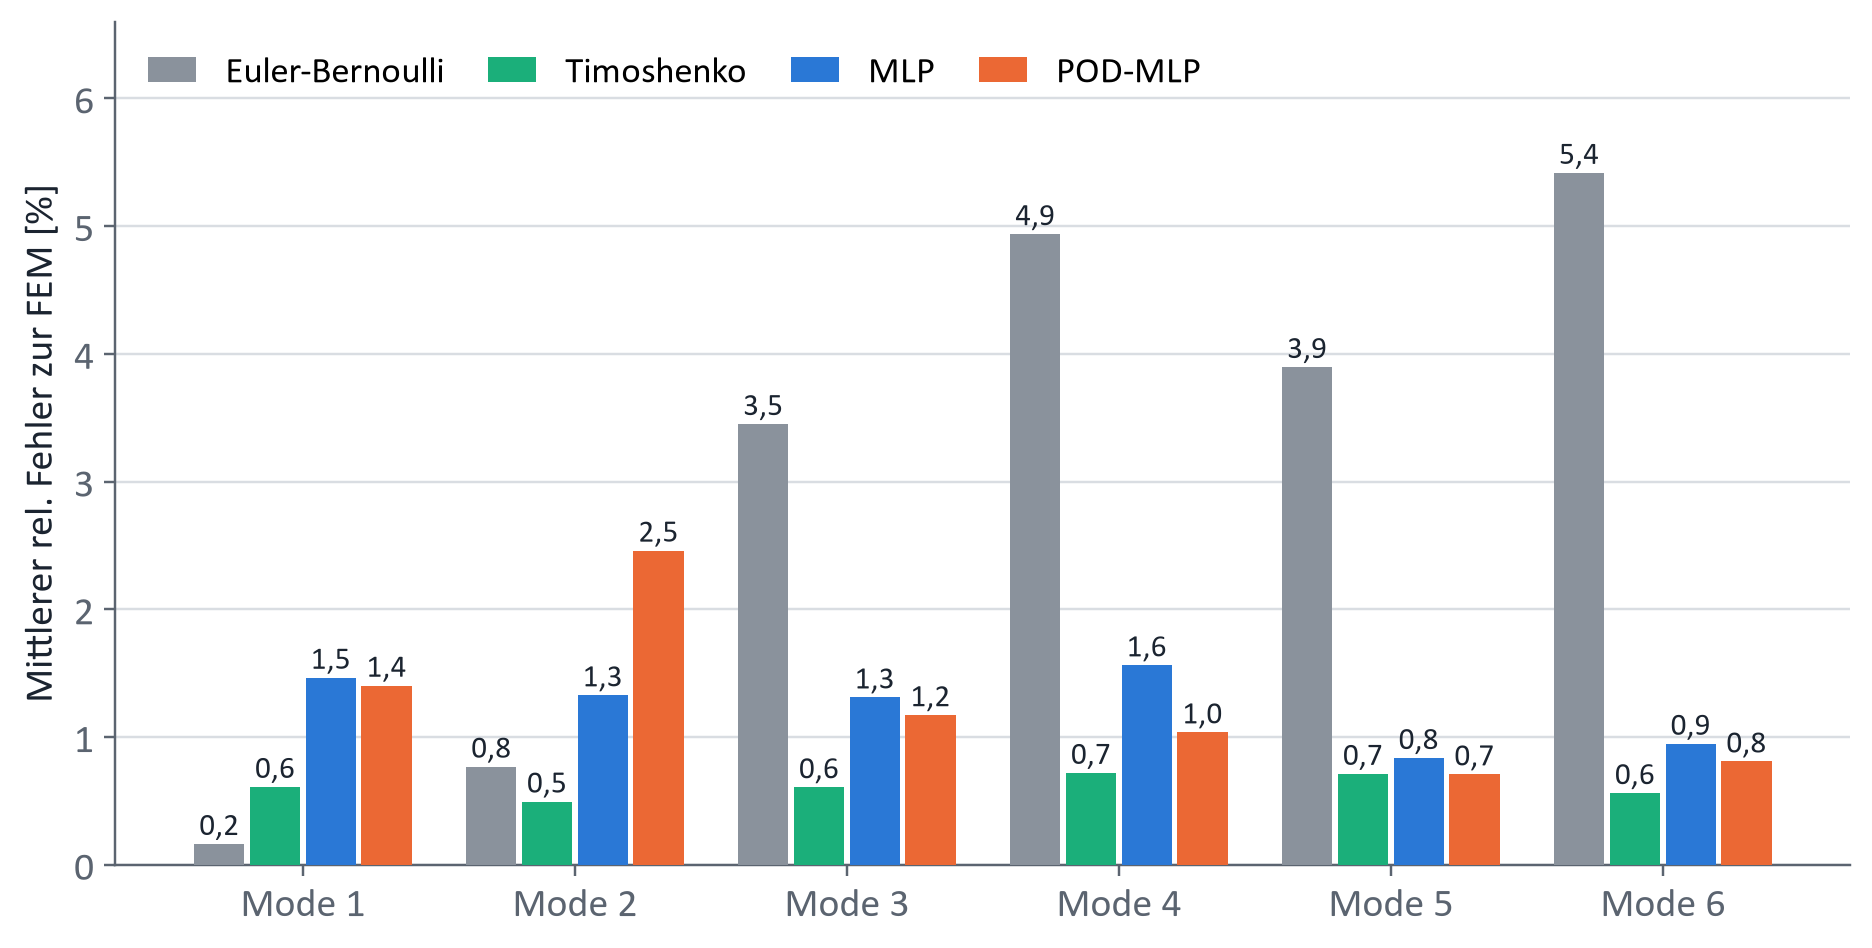 Euler-Bernoulli Timoshenko MLP POD-MLP
Mittlerer rel. Fehler zur FEM [%]
6
5
4
3
2
1
0
0,2 0,6 1,5 1,4
0,8 0,5 1,3 2,5
3,5 0,6 1,3 1,2
4,9 0,7 1,6 1,0
3,9 0,7 0,8 0,7
5,4 0,6 0,9 0,8
Mode 1 Mode 2 Mode 3 Mode 4 Mode 5 Mode 6